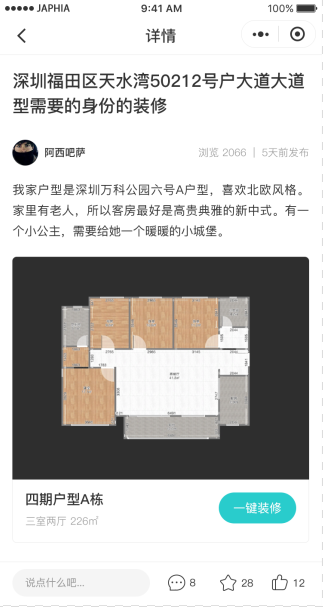 JAPHIA 9:41 AM 100%
详情
深圳福田区天水湾50212号户大道大道
型需要的身份的装修
阿西吧萨 浏览 2066 | 5天前发布
我家户型是深圳万科公园六号A户型，喜欢北欧风格。
家里有老人，所以客房最好是高贵典雅的新中式。有一
个小公主，需要给她一个暖暖的小城堡。
四期户型A栋
三室两厅 226㎡
一键装修
说点什么吧... 8 28 12